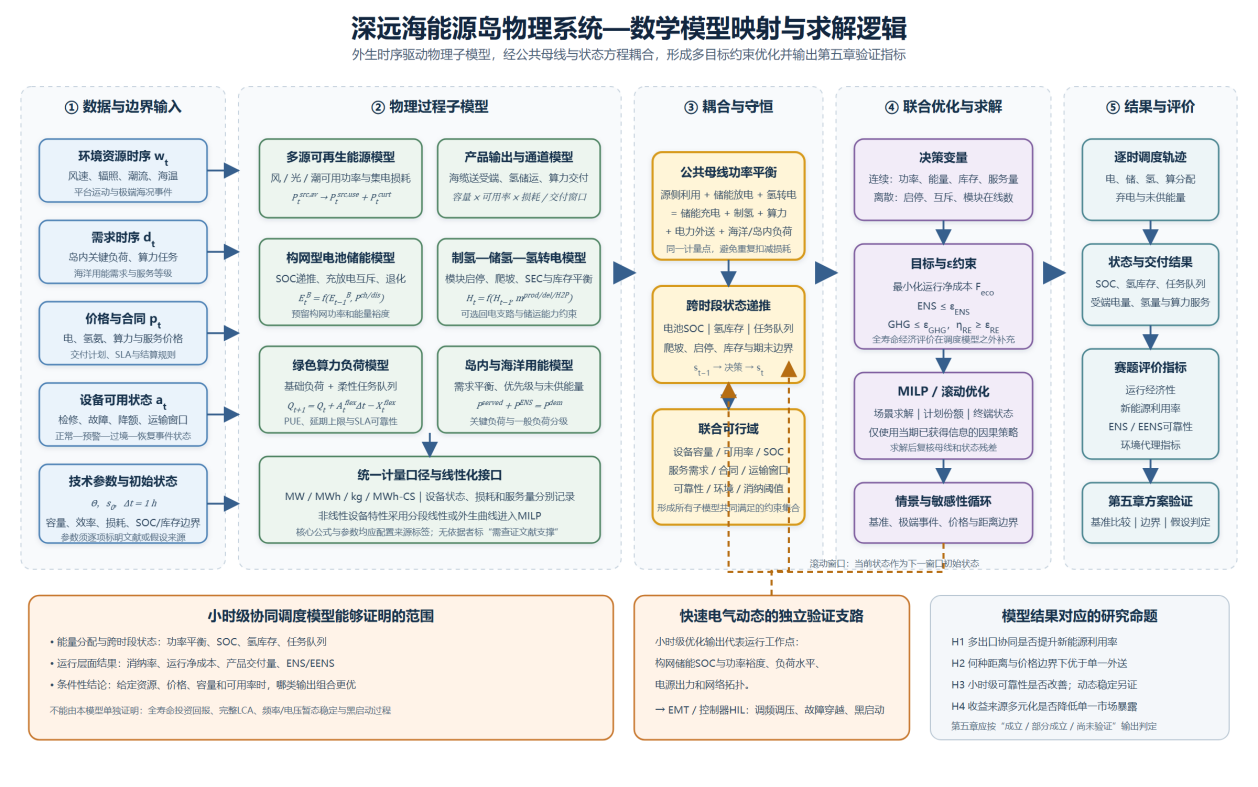 深远海能源岛物理系统—数学模型映射与求解逻辑
外生时序驱动物理子模型，经公共母线与状态方程耦合，形成多目标约束优化并输出第五章验证指标
① 数据与边界输入
环境资源时序 w_t
风速、辐照、潮流、海温
平台运动与极端海况事件
需求时序 d_t
岛内关键负荷、算力任务
海洋用能需求与服务等级
价格与合同 p_t
电、氢氨、算力与服务价格
交付计划、SLA与结算规则
设备可用状态 a_t
检修、故障、降额、运输窗口
正常—预警—过境—恢复事件状态
技术参数与初始状态
Θ, s_0, Δt=1 h
容量、效率、损耗、SOC/库存边界
参数须逐项标明文献或假设来源
② 物理过程子模型
多源可再生能源模型
风 / 光 / 潮可用功率与集电损耗
P_t^{src,av} → P_t^{src,use} + P_t^{curt}
产品输出与通道模型
海缆送受端、氢储运、算力交付
容量 × 可用率 × 损耗 / 交付窗口
构网型电池储能模型
SOC递推、充放电互斥、退化
E_t^B = f(E_{t−1}^B, P^{ch/dis})
预留构网功率和能量裕度
制氢—储氢—氢转电模型
模块启停、爬坡、SEC与库存平衡
H_t = f(H_{t−1}, m^{prod/del/H2P})
可选回电支路与储运能力约束
绿色算力负荷模型
基础负荷 + 柔性任务队列
Q_{t+1} = Q_t + A_t^{flex}Δt − X_t^{flex}
PUE、延期上限与SLA可靠性
岛内与海洋用能模型
需求平衡、优先级与未供能量
P^{served} + P^{ENS} = P^{dem}
关键负荷与一般负荷分级
统一计量口径与线性化接口
MW / MWh / kg / MWh-CS | 设备状态、损耗和服务量分别记录
非线性设备特性采用分段线性或外生曲线进入MILP
核心公式与参数均应配置来源标签；无依据者标“需查证文献支撑”
③ 耦合与守恒
公共母线功率平衡
源侧利用 + 储能放电 + 氢转电
= 储能充电 + 制氢 + 算力
+ 电力外送 + 海洋/岛内负荷
同一计量点，避免重复扣减损耗
跨时段状态递推
电池SOC | 氢库存 | 任务队列
爬坡、启停、库存与期末边界
s_{t−1} → 决策 → s_t
联合可行域
设备容量 / 可用率 / SOC
服务需求 / 合同 / 运输窗口
可靠性 / 环境 / 消纳阈值
形成所有子模型共同满足的约束集合
④ 联合优化与求解
决策变量
连续：功率、能量、库存、服务量
离散：启停、互斥、模块在线数
目标与ε约束
最小化运行净成本 F_eco
ENS ≤ ε_ENS
GHG ≤ ε_GHG, η_RE ≥ ε_RE
全寿命经济评价在调度模型之外补充
MILP / 滚动优化
场景求解 | 计划份额 | 终端状态
仅使用当期已获得信息的因果策略
求解后复核母线和状态残差
情景与敏感性循环
基准、极端事件、价格与距离边界
滚动窗口：当前状态作为下一窗口初始状态
⑤ 结果与评价
逐时调度轨迹
电、储、氢、算分配
弃电与未供能量
状态与交付结果
SOC、氢库存、任务队列
受端电量、氢量与算力服务
赛题评价指标
运行经济性
新能源利用率
ENS / EENS可靠性
环境代理指标
第五章方案验证
基准比较 | 边界 | 假设判定
小时级协同调度模型能够证明的范围
• 能量分配与跨时段状态：功率平衡、SOC、氢库存、任务队列
• 运行层面结果：消纳率、运行净成本、产品交付量、ENS/EENS
• 条件性结论：给定资源、价格、容量和可用率时，哪类输出组合更优
不能由本模型单独证明：全寿命投资回报、完整LCA、频率/电压暂态稳定与黑启动过程
快速电气动态的独立验证支路
小时级优化输出代表运行工作点：
构网储能SOC与功率裕度、负荷水平、
电源出力和网络拓扑。
→ EMT / 控制器HIL：调频调压、故障穿越、黑启动
模型结果对应的研究命题
H1 多出口协同是否提升新能源利用率
H2 何种距离与价格边界下优于单一外送
H3 小时级可靠性是否改善；动态稳定另证
H4 收益来源多元化是否降低单一市场暴露
第五章应按“成立 / 部分成立 / 尚未验证”输出判定